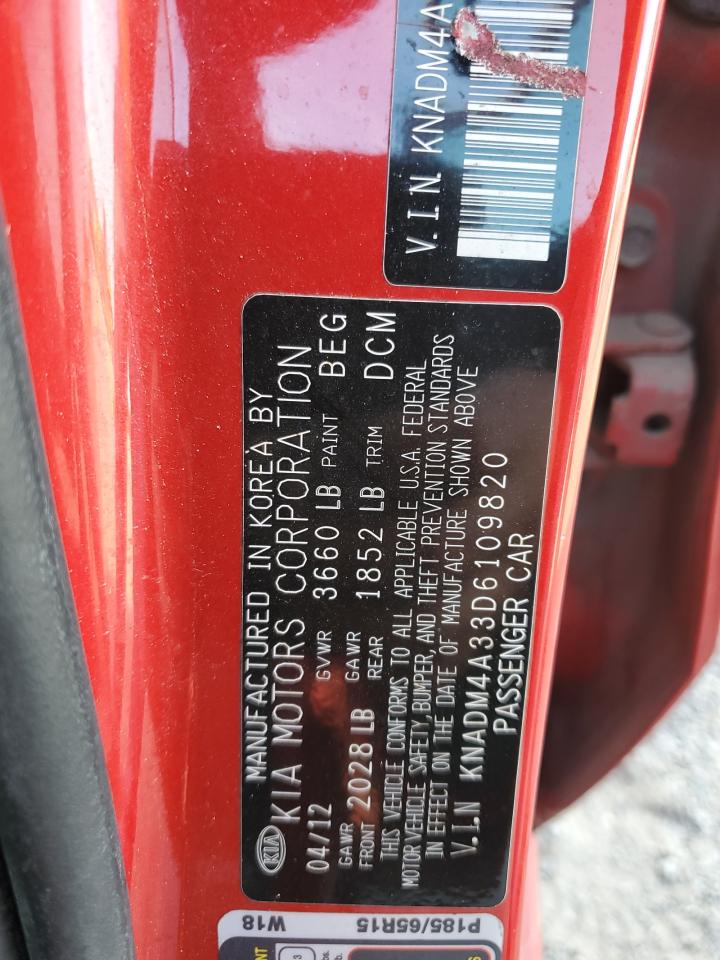 V.I.N KNADM4A
KIA
MANUFACTURED IN KOREA BY
KIA MOTORS CORPORATION
04/12 GVWR 3660 LB PAINT BEG
GAWR FRONT 2028 LB GAWR REAR 1852 LB TRIM DCM
THIS VEHICLE CONFORMS TO ALL APPLICABLE U.S.A. FEDERAL
MOTOR VEHICLE SAFETY, BUMPER, AND THEFT PREVENTION STANDARDS
IN EFFECT ON THE DATE OF MANUFACTURE SHOWN ABOVE
V.I.N KNADM4A33D6109820
PASSENGER CAR
W18
P185/65R15